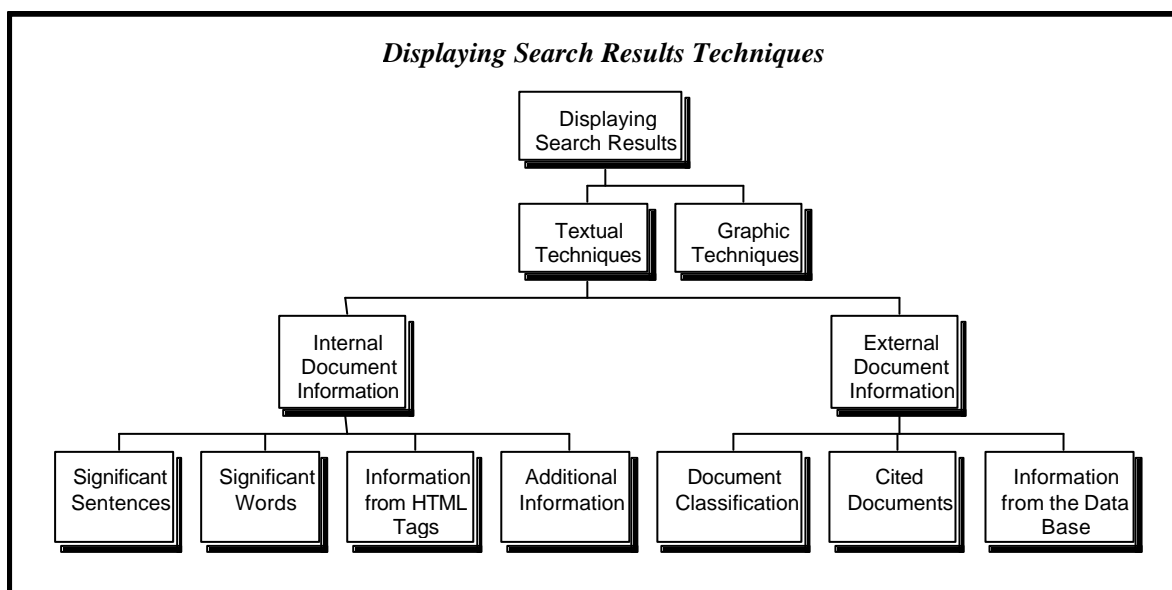 Displaying Search Results Techniques
Displaying
Search Results
Textual
Techniques
Graphic
Techniques
Internal
Document
Information
External
Document
Information
Significant
Sentences
Significant
Words
Information
from HTML
Tags
Additional
Information
Document
Classification
Cited
Documents
Information
from the Data
Base